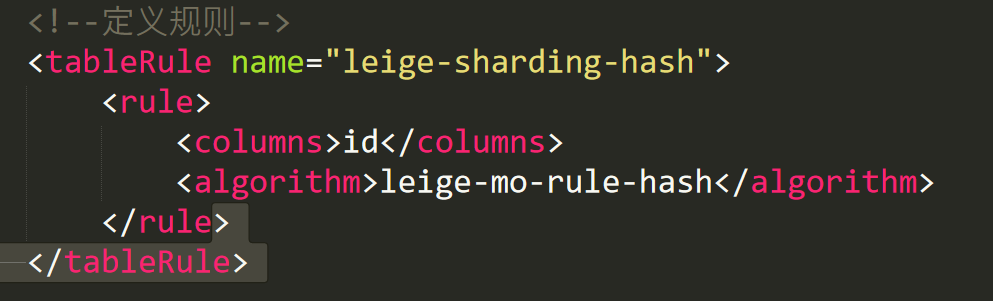 <!--定义规则-->
<tableRule name="leige-sharding-hash">
    <rule>
        <columns>id</columns>
        <algorithm>leige-mo-rule-hash</algorithm>
    </rule>
</tableRule>